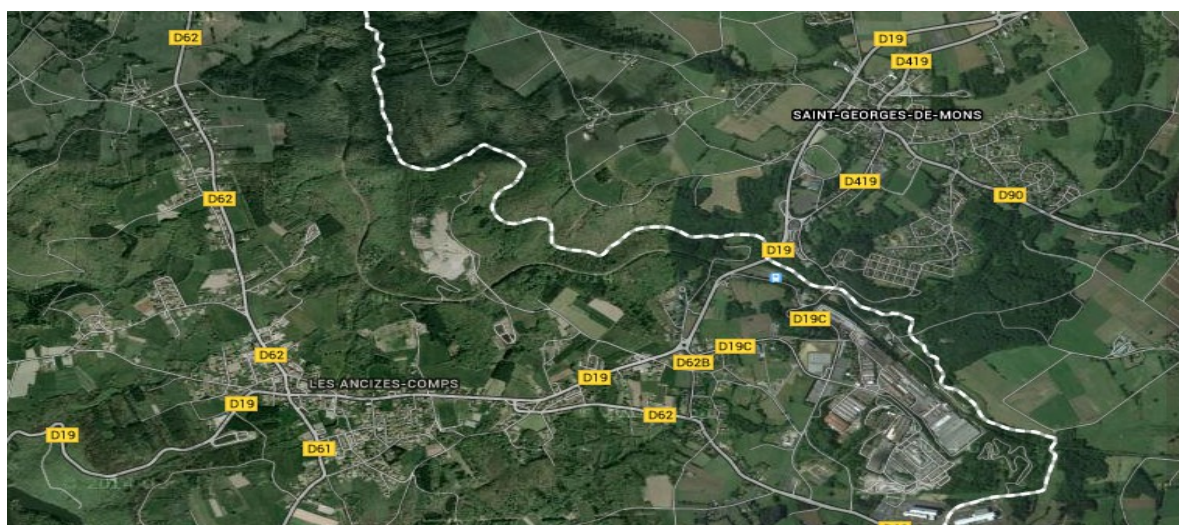 D62
D19
D419
SAINT-GEORGES-DE-MONS
D419
D62
D90
D19
D19C
D19C
D62
D62B
D19
LES ANCIZES-COMPS
D19
D62
D19
D61